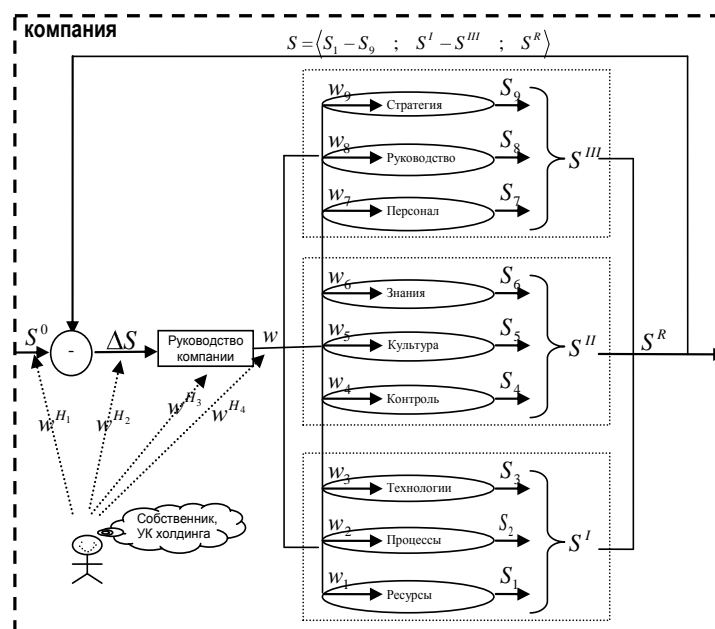 компания
S = ⟨S₁ – S₉ ; S^I – S^III ; S^R⟩
w₉ Стратегия S₉
w₈ Руководство S₈ S^III
w₇ Персонал S₇
w₆ Знания S₆
S⁰ - ΔS Руководство компании w w₅ Культура S₅ S^II S^R
w₄ Контроль S₄
w^H₁ w^H₂ w^H₃ w^H₄
w₃ Технологии S₃
Собственник,
УК холдинга
w₂ Процессы S₂ S^I
w₁ Ресурсы S₁